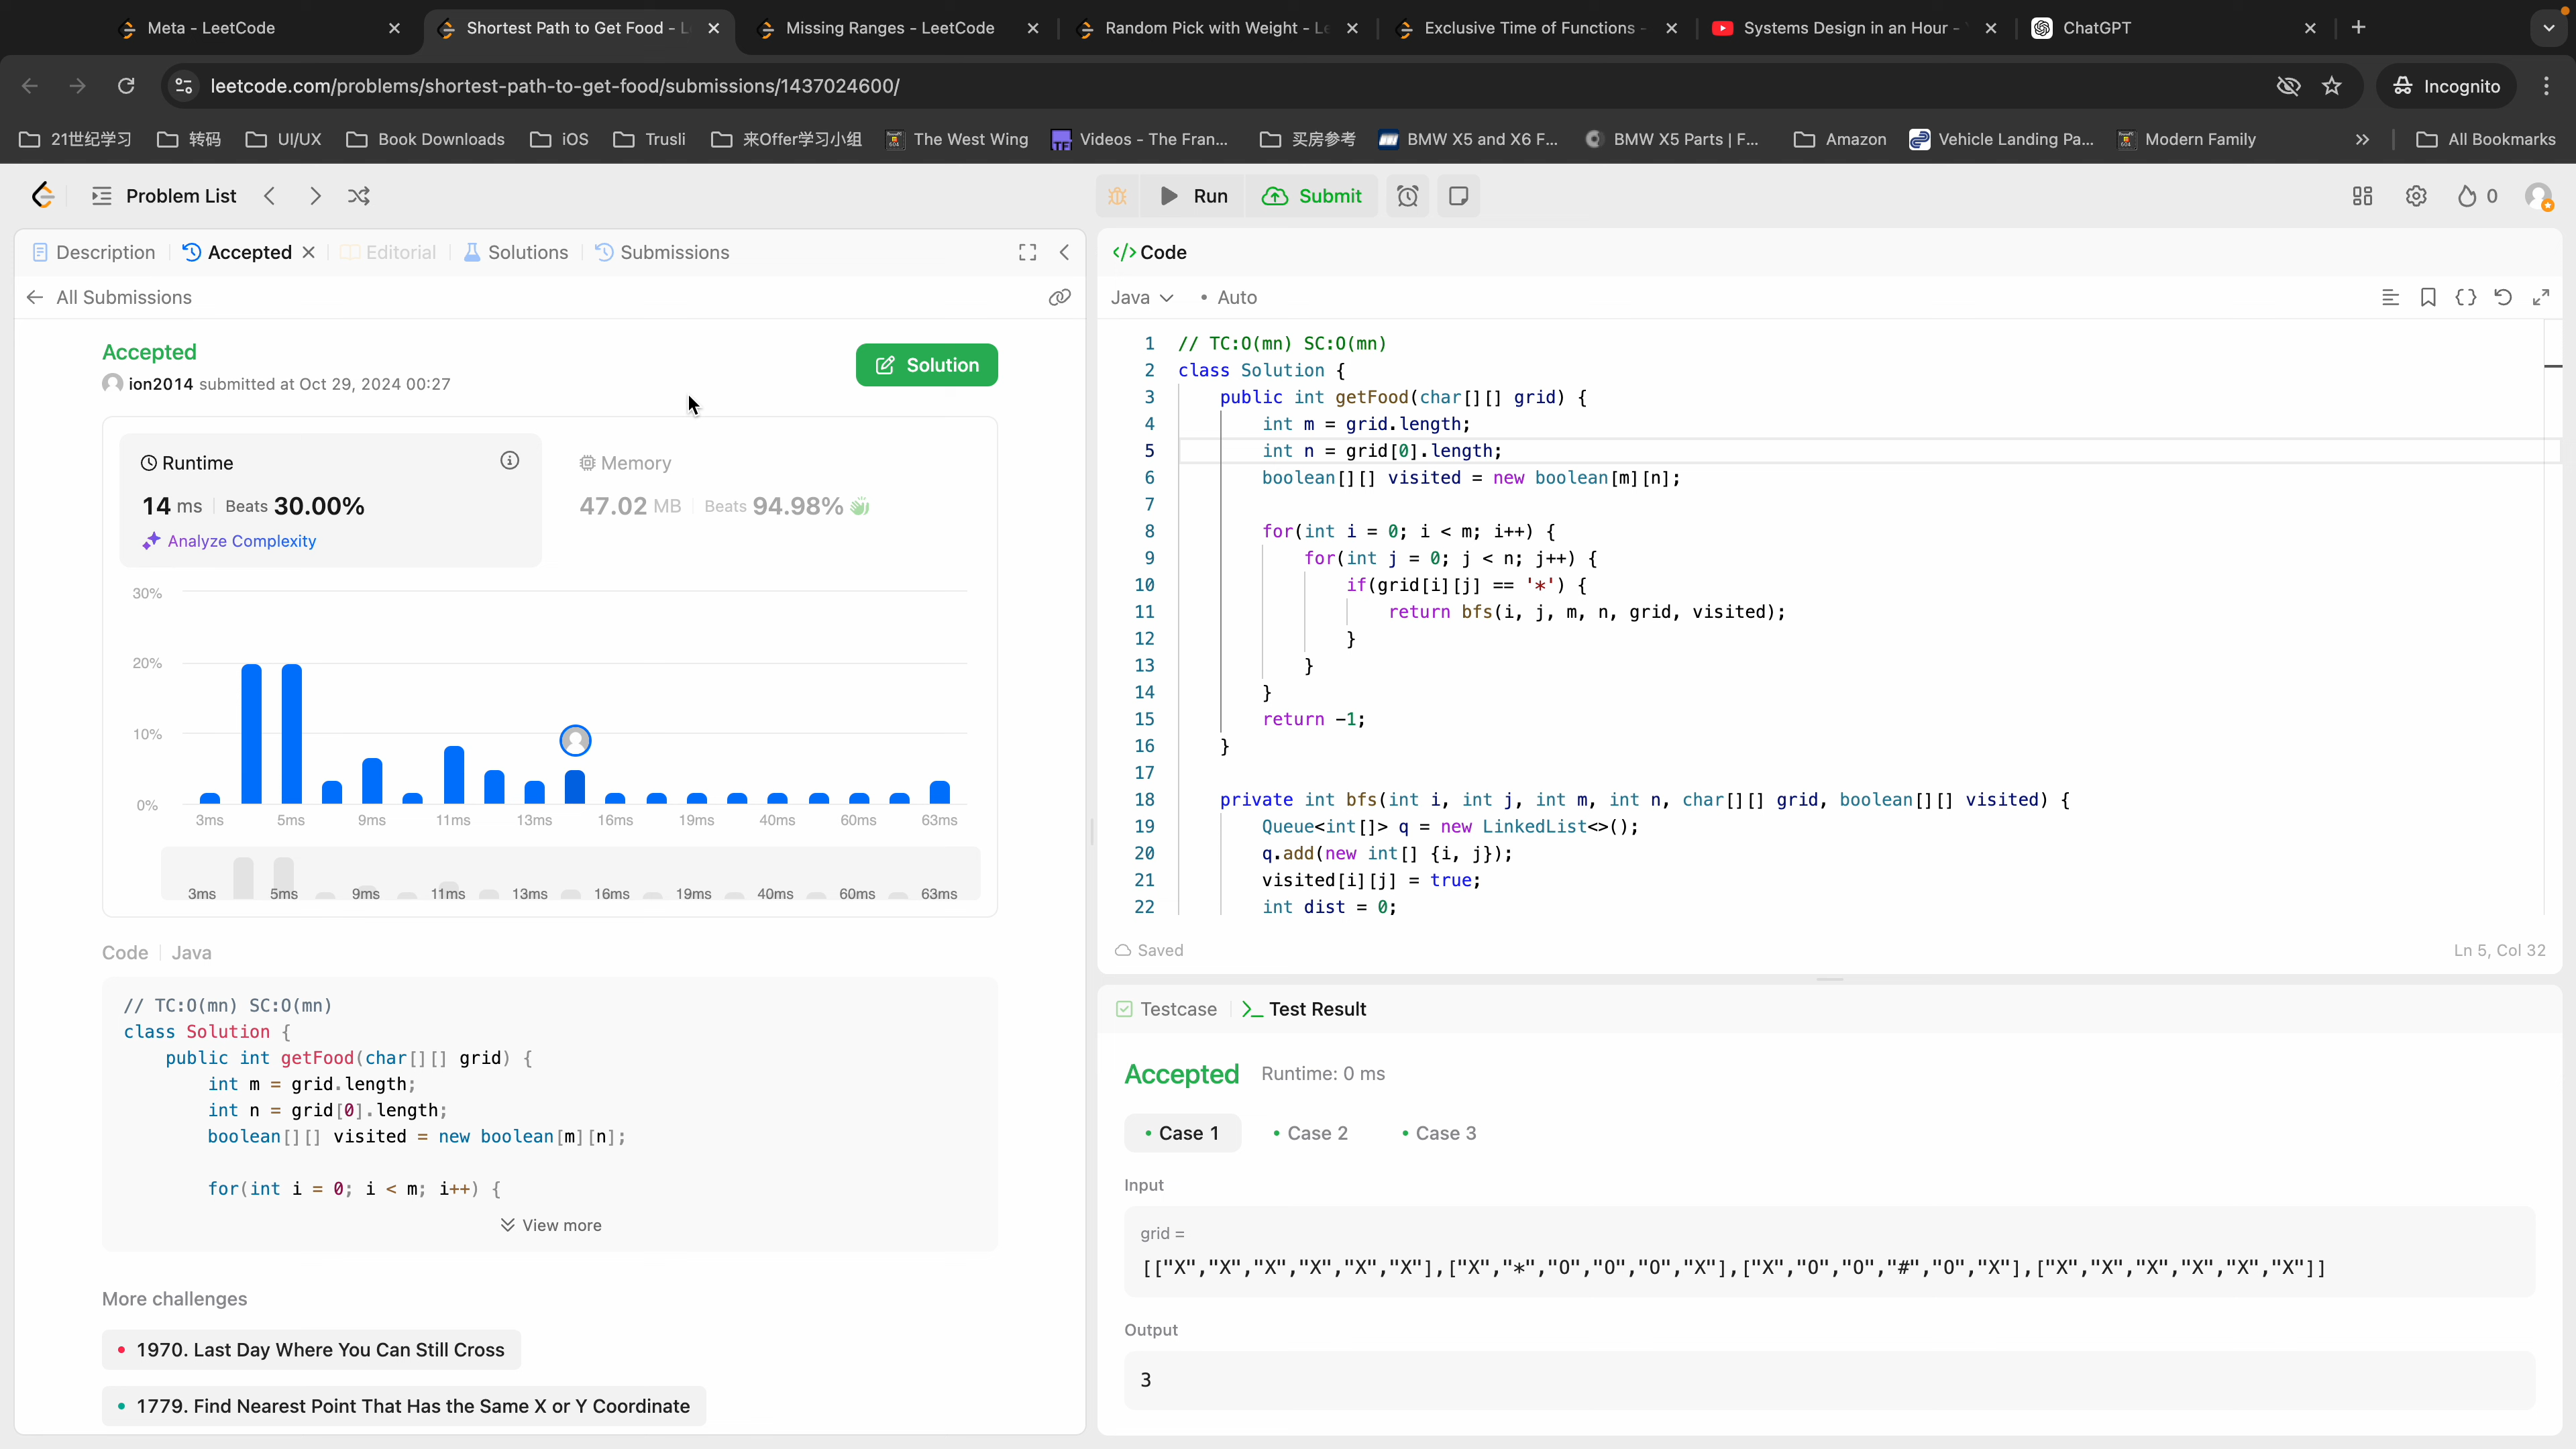 Meta - LeetCode
Shortest Path to Get Food - L
Missing Ranges - LeetCode
Random Pick with Weight - Le
Exclusive Time of Functions -
Systems Design in an Hour -
ChatGPT
leetcode.com/problems/shortest-path-to-get-food/submissions/1437024600/
Incognito
21世纪学习
转码
UI/UX
Book Downloads
iOS
Trusli
来Offer学习小组
The West Wing
Videos - The Fran...
买房参考
BMW X5 and X6 F...
BMW X5 Parts | F...
Amazon
Vehicle Landing Pa...
Modern Family
All Bookmarks
Problem List
Run
Submit
0
Description
Accepted
Editorial
Solutions
Submissions
All Submissions
Accepted
ion2014 submitted at Oct 29, 2024 00:27
Solution
Runtime
14 ms | Beats 30.00%
Analyze Complexity
Memory
47.02 MB | Beats 94.98%
30%
20%
10%
0%
3ms 5ms 9ms 11ms 13ms 16ms 19ms 40ms 60ms 63ms
3ms 5ms 9ms 11ms 13ms 16ms 19ms 40ms 60ms 63ms
Code | Java
// TC:O(mn) SC:O(mn)
class Solution {
public int getFood(char[][] grid) {
int m = grid.length;
int n = grid[0].length;
boolean[][] visited = new boolean[m][n];
for(int i = 0; i < m; i++) {
View more
More challenges
1970. Last Day Where You Can Still Cross
1779. Find Nearest Point That Has the Same X or Y Coordinate
</> Code
Java
• Auto
1 // TC:O(mn) SC:O(mn)
2 class Solution {
3 public int getFood(char[][] grid) {
4 int m = grid.length;
5 int n = grid[0].length;
6 boolean[][] visited = new boolean[m][n];
7
8 for(int i = 0; i < m; i++) {
9 for(int j = 0; j < n; j++) {
10 if(grid[i][j] == '*') {
11 return bfs(i, j, m, n, grid, visited);
12 }
13 }
14 }
15 return -1;
16 }
17
18 private int bfs(int i, int j, int m, int n, char[][] grid, boolean[][] visited) {
19 Queue<int[]> q = new LinkedList<>();
20 q.add(new int[] {i, j});
21 visited[i][j] = true;
22 int dist = 0;
Saved
Ln 5, Col 32
Testcase
Test Result
Accepted
Runtime: 0 ms
• Case 1
• Case 2
• Case 3
Input
grid =
[["X","X","X","X","X","X"],["X","*","O","O","O","X"],["X","O","O","#","O","X"],["X","X","X","X","X","X"]]
Output
3